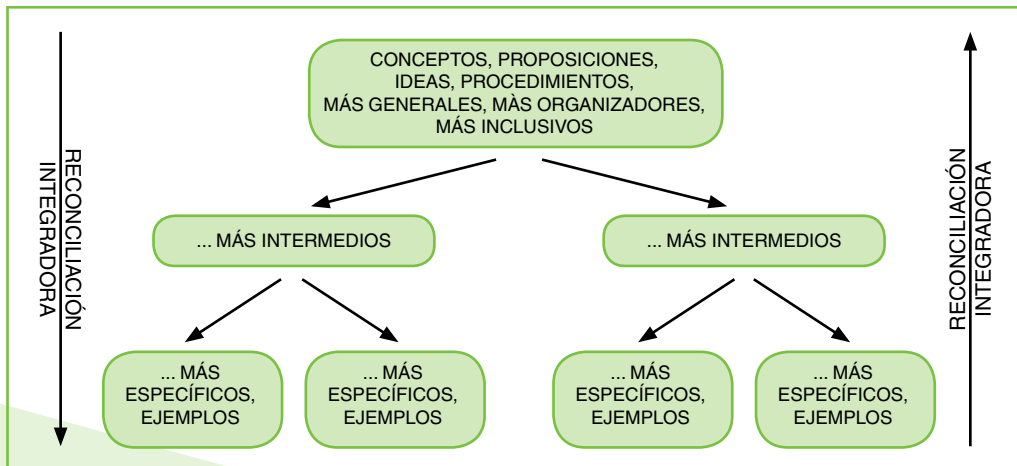 CONCEPTOS, PROPOSICIONES,
IDEAS, PROCEDIMIENTOS,
MÁS GENERALES, MÀS ORGANIZADORES,
MÁS INCLUSIVOS
RECONCILIACIÓN
INTEGRADORA
RECONCILIACIÓN
INTEGRADORA
... MÁS INTERMEDIOS
... MÁS INTERMEDIOS
... MÁS
ESPECÍFICOS,
EJEMPLOS
... MÁS
ESPECÍFICOS,
EJEMPLOS
... MÁS
ESPECÍFICOS,
EJEMPLOS
... MÁS
ESPECÍFICOS,
EJEMPLOS